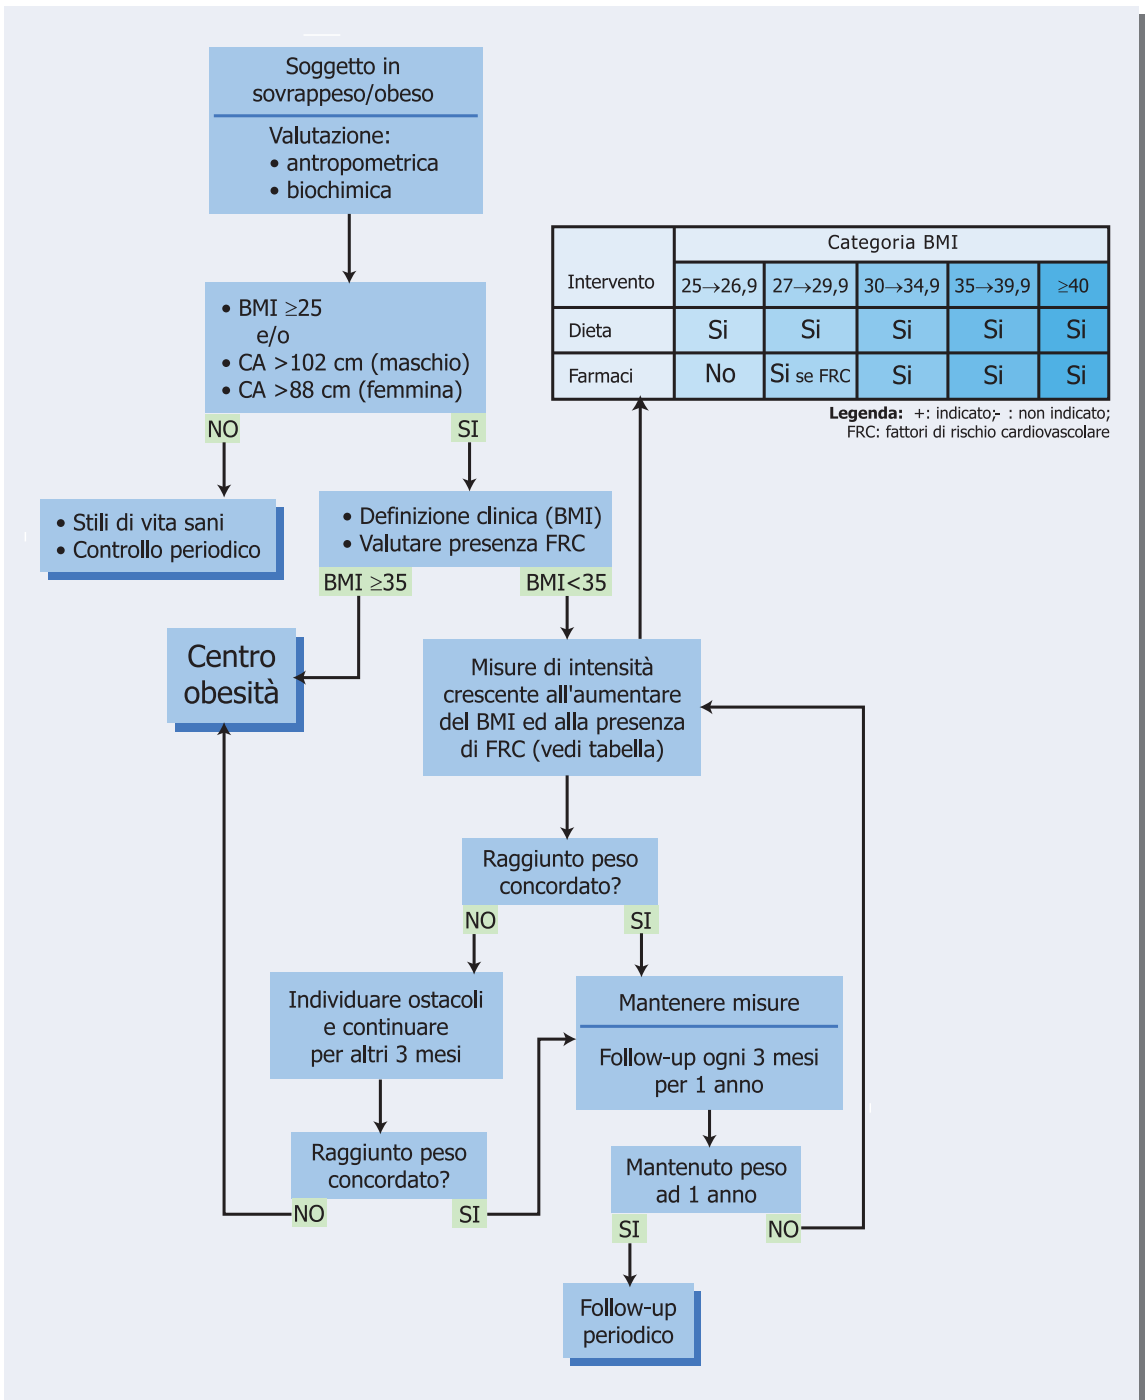 Soggetto in
sovrappeso/obeso
Valutazione:
• antropometrica
• biochimica
• BMI ≥25
e/o
• CA >102 cm (maschio)
• CA >88 cm (femmina)
NO
SI
• Stili di vita sani
• Controllo periodico
• Definizione clinica (BMI)
• Valutare presenza FRC
BMI ≥35
BMI<35
Centro
obesità
Misure di intensità
crescente all'aumentare
del BMI ed alla presenza
di FRC (vedi tabella)
Categoria BMI
Intervento 25→26,9 27→29,9 30→34,9 35→39,9 ≥40
Dieta Si Si Si Si Si
Farmaci No Si se FRC Si Si Si
Legenda: +: indicato;- : non indicato;
FRC: fattori di rischio cardiovascolare
Raggiunto peso
concordato?
NO
SI
Individuare ostacoli
e continuare
per altri 3 mesi
Mantenere misure
Follow-up ogni 3 mesi
per 1 anno
Raggiunto peso
concordato?
NO
SI
Mantenuto peso
ad 1 anno
SI
NO
Follow-up
periodico